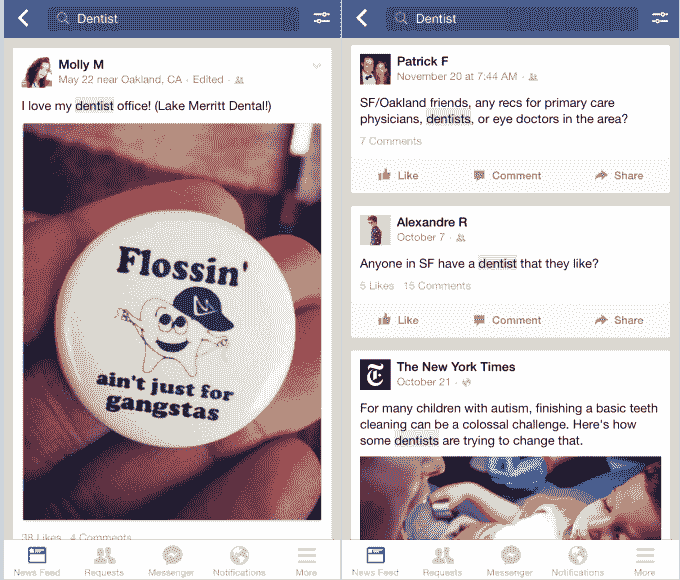 Dentist
Molly M
May 22 near Oakland, CA · Edited ·
I love my dentist office! (Lake Merritt Dental!)
Flossin'
ain't just for
gangstas
38 Likes 4 Comments
News Feed
Requests
Messenger
Notifications
More
Dentist
Patrick F
November 20 at 7:44 AM ·
SF/Oakland friends, any recs for primary care
physicians, dentists, or eye doctors in the area?
7 Comments
Like
Comment
Share
Alexandre R
October 7 ·
Anyone in SF have a dentist that they like?
5 Likes 15 Comments
Like
Comment
Share
The New York Times
October 21 ·
For many children with autism, finishing a basic teeth
cleaning can be a colossal challenge. Here's how
some dentists are trying to change that.
News Feed
Requests
Messenger
Notifications
More